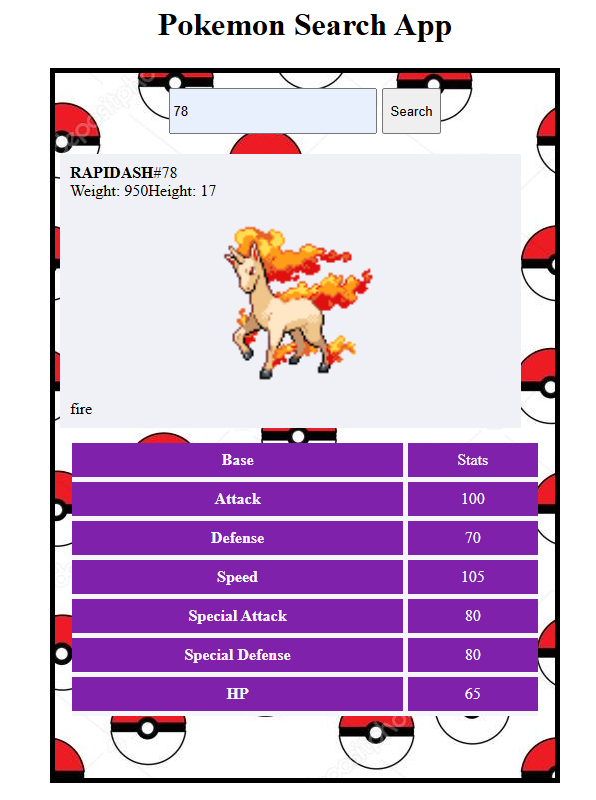 Pokemon Search App
78 Search
RAPIDASH#78
Weight: 950Height: 17
fire
Base Stats
Attack 100
Defense 70
Speed 105
Special Attack 80
Special Defense 80
HP 65